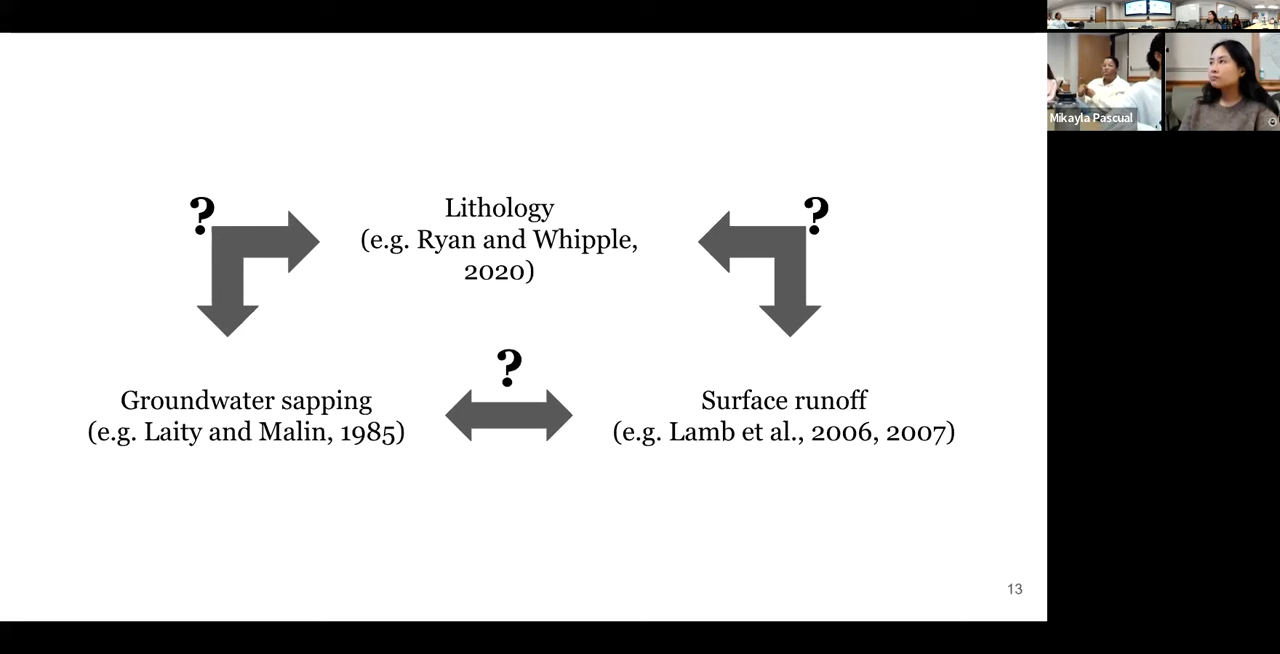 ?
Lithology
(e.g. Ryan and Whipple,
2020)
?
?
Groundwater sapping
(e.g. Laity and Malin, 1985)
Surface runoff
(e.g. Lamb et al., 2006, 2007)
13
Mikayla Pascual